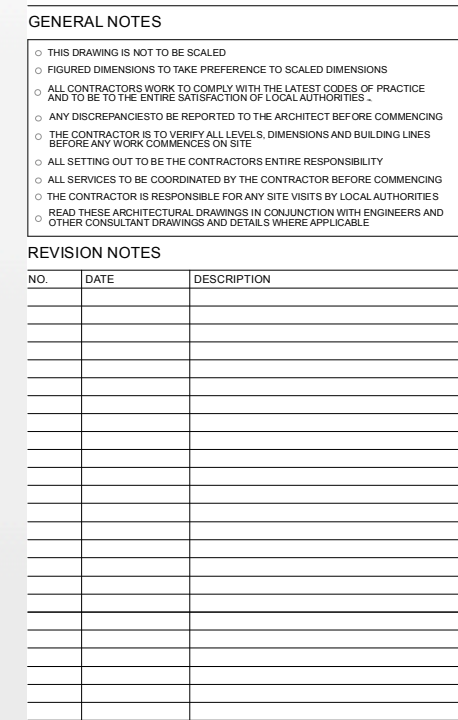 GENERAL NOTES
THIS DRAWING IS NOT TO BE SCALED
FIGURED DIMENSIONS TO TAKE PREFERENCE TO SCALED DIMENSIONS
ALL CONTRACTORS WORK TO COMPLY WITH THE LATEST CODES OF PRACTICE
AND TO BE TO THE ENTIRE SATISFACTION OF LOCAL AUTHORITIES
ANY DISCREPANCIESTO BE REPORTED TO THE ARCHITECT BEFORE COMMENCING
THE CONTRACTOR IS TO VERIFY ALL LEVELS, DIMENSIONS AND BUILDING LINES
BEFORE ANY WORK COMMENCES ON SITE
ALL SETTING OUT TO BE THE CONTRACTORS ENTIRE RESPONSIBILITY
ALL SERVICES TO BE COORDINATED BY THE CONTRACTOR BEFORE COMMENCING
THE CONTRACTOR IS RESPONSIBLE FOR ANY SITE VISITS BY LOCAL AUTHORITIES
READ THESE ARCHITECTURAL DRAWINGS IN CONJUNCTION WITH ENGINEERS AND
OTHER CONSULTANT DRAWINGS AND DETAILS WHERE APPLICABLE
REVISION NOTES
NO. DATE DESCRIPTION